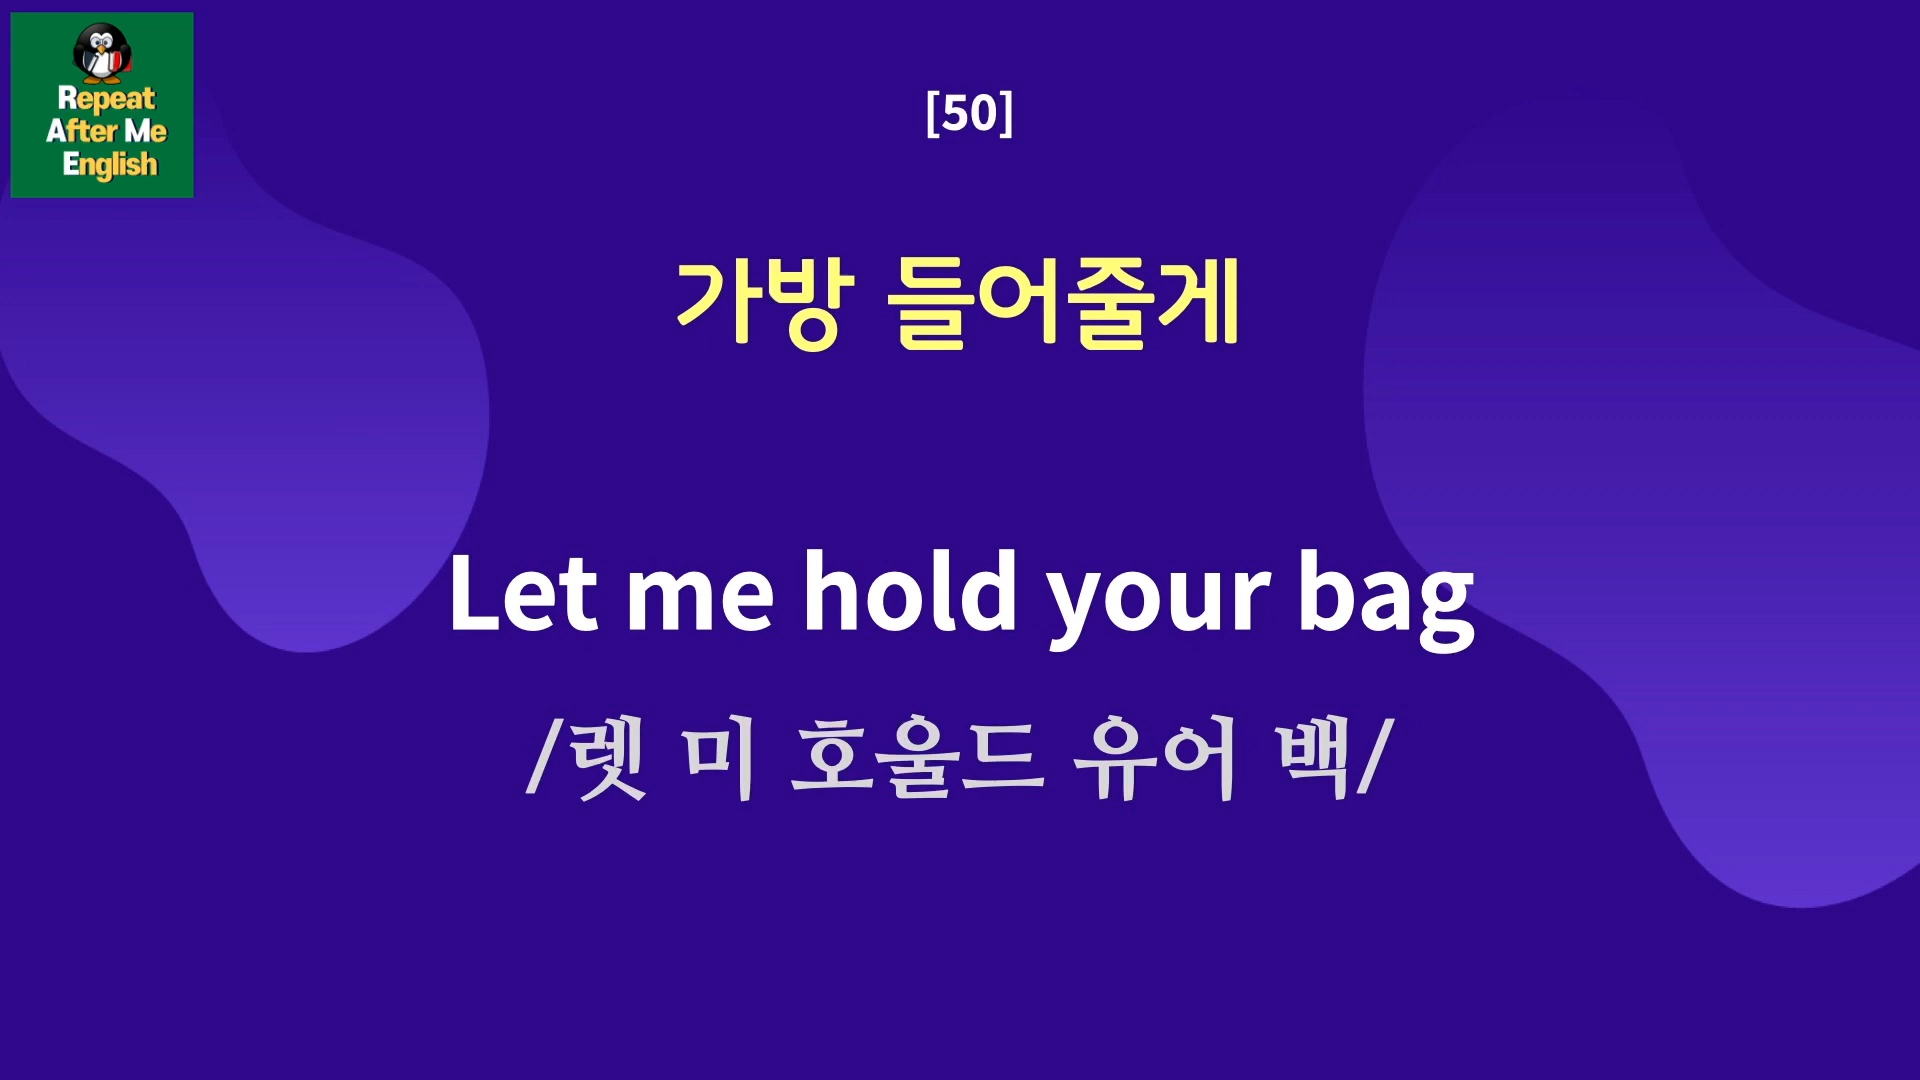 Repeat
After Me
English
[50]
가방 들어줄게
Let me hold your bag
/렛 미 호울드 유어 백/